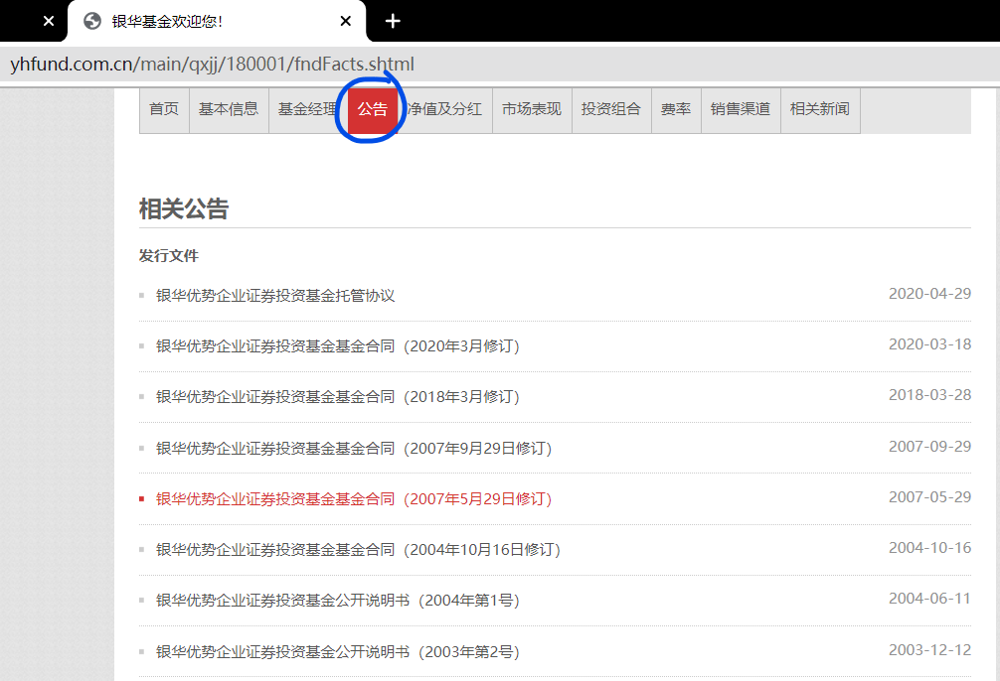 银华基金欢迎您！
yhfund.com.cn/main/qxjj/180001/fndFacts.shtml
首页 基本信息 基金经理 公告 净值及分红 市场表现 投资组合 费率 销售渠道 相关新闻
相关公告
发行文件
银华优势企业证券投资基金托管协议 2020-04-29
银华优势企业证券投资基金基金合同（2020年3月修订） 2020-03-18
银华优势企业证券投资基金基金合同（2018年3月修订） 2018-03-28
银华优势企业证券投资基金基金合同（2007年9月29日修订） 2007-09-29
银华优势企业证券投资基金基金合同（2007年5月29日修订） 2007-05-29
银华优势企业证券投资基金基金合同（2004年10月16日修订） 2004-10-16
银华优势企业证券投资基金公开说明书（2004年第1号） 2004-06-11
银华优势企业证券投资基金公开说明书（2003年第2号） 2003-12-12